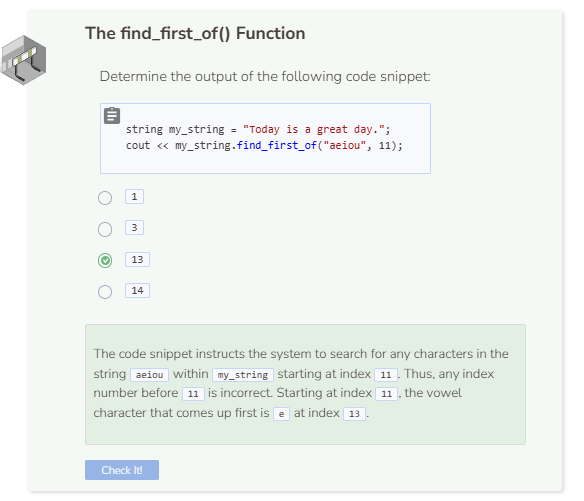 The find_first_of() Function
Determine the output of the following code snippet:
string my_string = "Today is a great day.";
cout << my_string.find_first_of("aeiou", 11);
1
3
13
14
The code snippet instructs the system to search for any characters in the
string aeiou within my_string starting at index 11. Thus, any index
number before 11 is incorrect. Starting at index 11, the vowel
character that comes up first is e at index 13.
Check It!